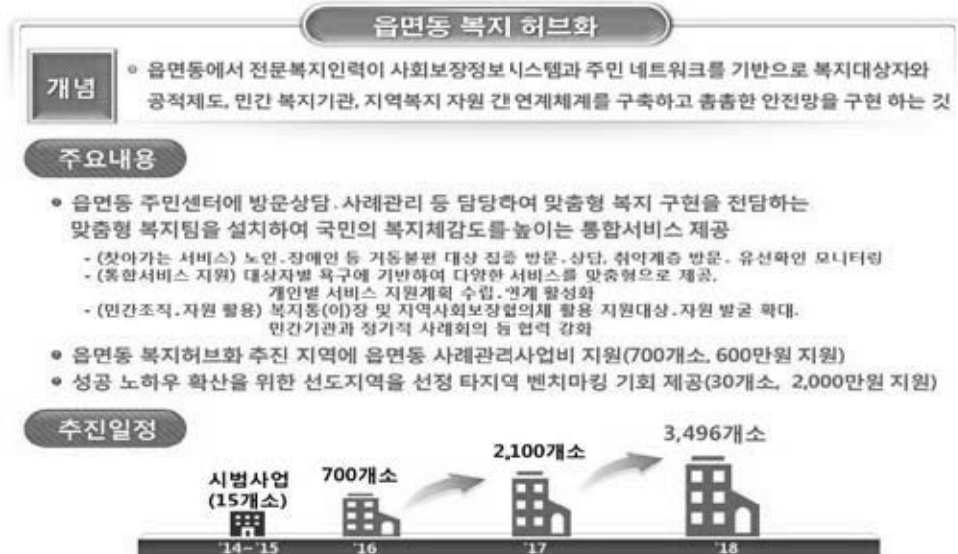 읍면동 복지 허브화
개념
읍면동에서 전문복지인력이 사회보장정보시스템과 주민 네트워크를 기반으로 복지대상자와
공적제도, 민간 복지기관, 지역복지 자원 간 연계체계를 구축하고 촘촘한 안전망을 구현 하는 것
주요내용
• 읍면동 주민센터에 방문상담·사례관리 등 담당하여 맞춤형 복지 구현을 전담하는
맞춤형 복지팀을 설치하여 국민의 복지체감도를 높이는 통합서비스 제공
- (찾아가는 서비스) 노인·장애인 등 거동불편 대상 집중 방문·상담, 취약계층 방문·유선확인 모니터링
- (통합서비스 지원) 대상자별 욕구에 기반하여 다양한 서비스를 맞춤형으로 제공,
개인별 서비스 지원계획 수립·연계 활성화
- (민간조직·자원 활용) 복지통(이)장 및 지역사회보장협의체 활용 지원대상·자원 발굴 확대,
민간기관과 정기적 사례회의 등 협력 강화
• 읍면동 복지허브화 추진 지역에 읍면동 사례관리사업비 지원(700개소, 600만원 지원)
• 성공 노하우 확산을 위한 선도지역을 선정 타지역 벤치마킹 기회 제공(30개소, 2,000만원 지원)
추진일정
시범사업
(15개소)
700개소
2,100개소
3,496개소
'14~'15
'16
'17
'18